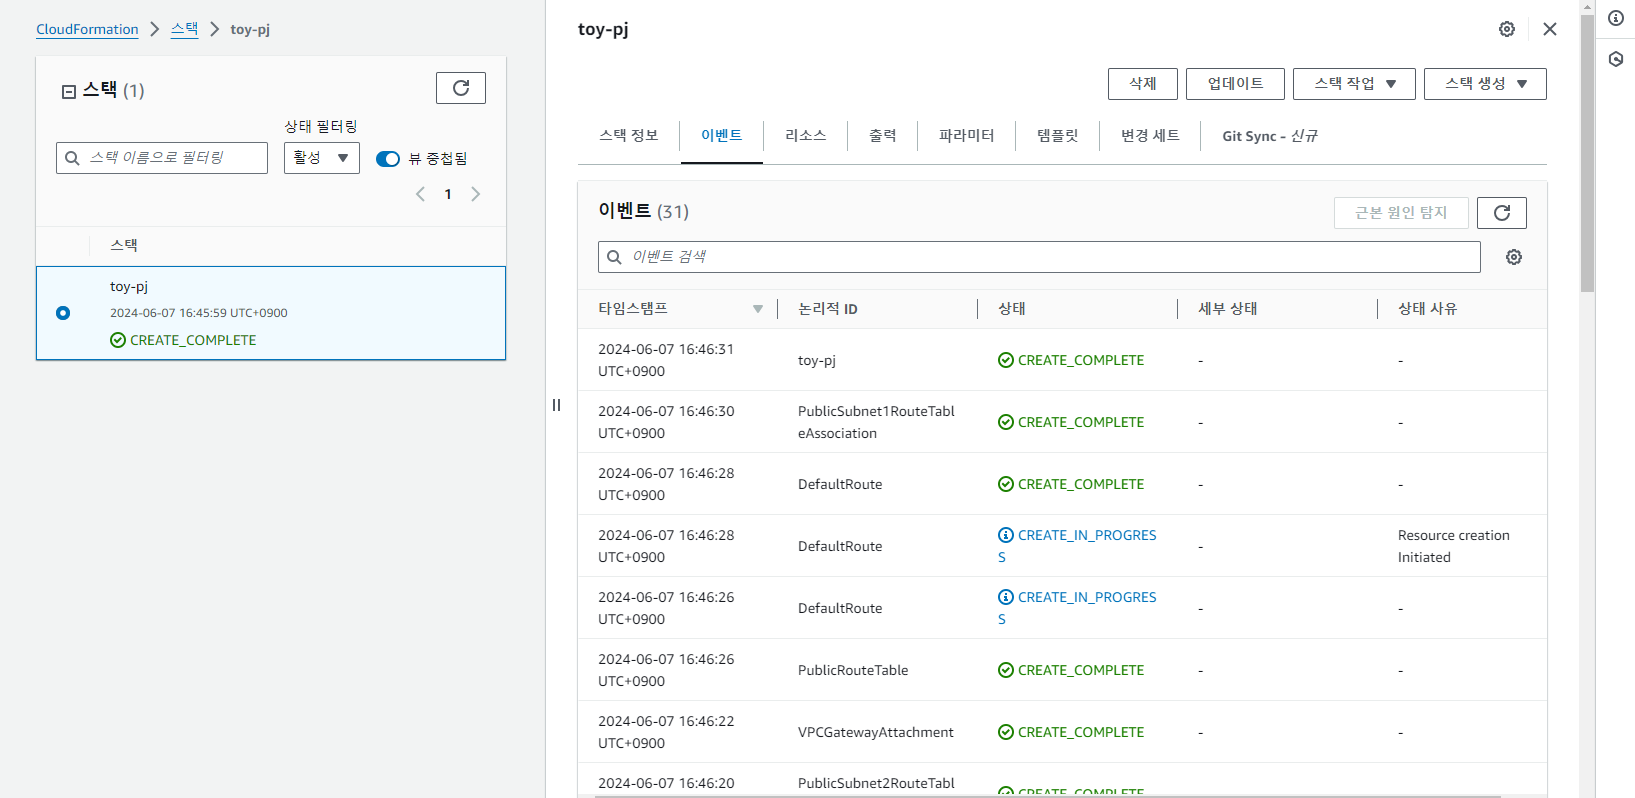 CloudFormation > 스택 > toy-pj
스택 (1)
상태 필터링
스택 이름으로 필터링
활성
뷰 중첩됨
1
스택
toy-pj
2024-06-07 16:45:59 UTC+0900
CREATE_COMPLETE
toy-pj
삭제 업데이트 스택 작업 스택 생성
스택 정보 이벤트 리소스 출력 파라미터 템플릿 변경 세트 Git Sync - 신규
이벤트 (31)
근본 원인 탐지
이벤트 검색
타임스탬프 논리적 ID 상태 세부 상태 상태 사유
2024-06-07 16:46:31
UTC+0900
toy-pj
CREATE_COMPLETE
-
-
2024-06-07 16:46:30
UTC+0900
PublicSubnet1RouteTabl
eAssociation
CREATE_COMPLETE
-
-
2024-06-07 16:46:28
UTC+0900
DefaultRoute
CREATE_COMPLETE
-
-
2024-06-07 16:46:28
UTC+0900
DefaultRoute
CREATE_IN_PROGRES
S
-
Resource creation
Initiated
2024-06-07 16:46:26
UTC+0900
DefaultRoute
CREATE_IN_PROGRES
S
-
-
2024-06-07 16:46:26
UTC+0900
PublicRouteTable
CREATE_COMPLETE
-
-
2024-06-07 16:46:22
UTC+0900
VPCGatewayAttachment
CREATE_COMPLETE
-
-
2024-06-07 16:46:20
PublicSubnet2RouteTabl
CREATE_COMPLETE